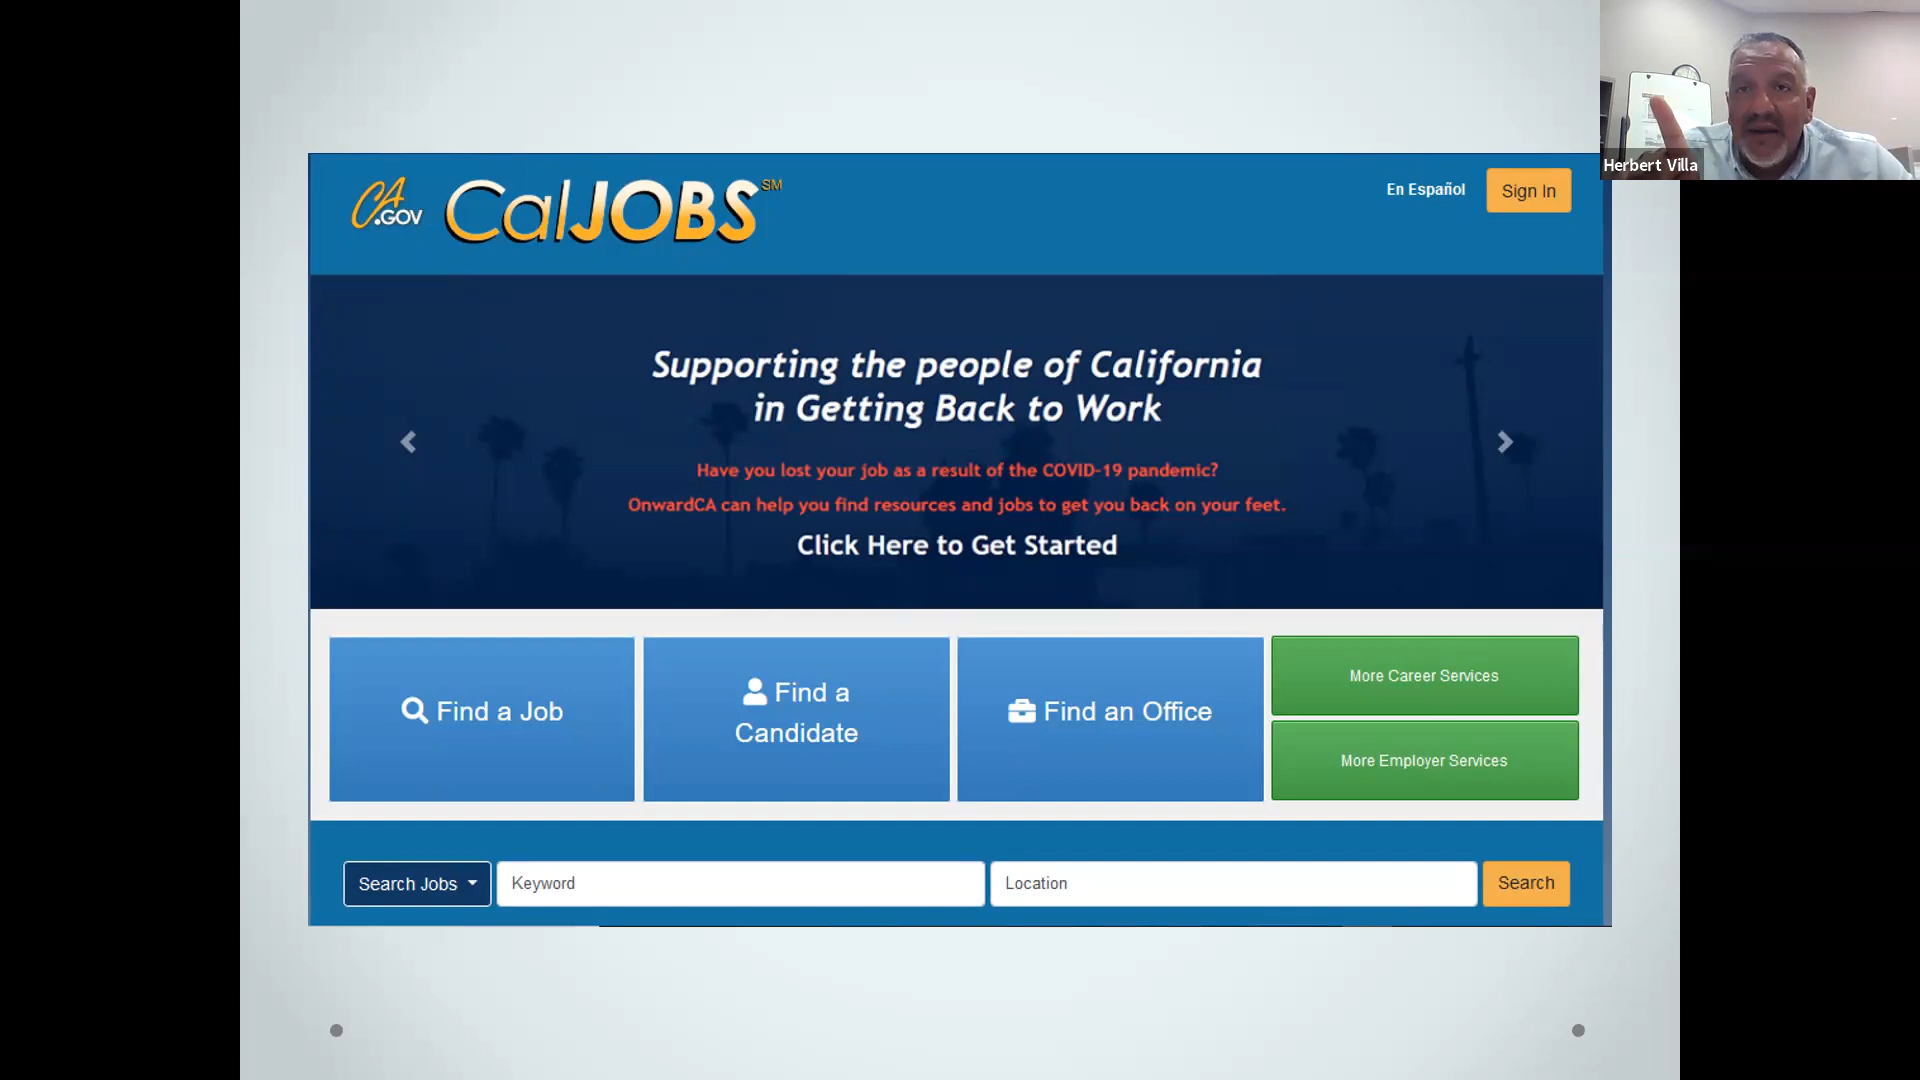 CA.GOV CalJOBS SM
En Español
Sign In
Herbert Villa
Supporting the people of California
in Getting Back to Work
Have you lost your job as a result of the COVID-19 pandemic?
OnwardCA can help you find resources and jobs to get you back on your feet.
Click Here to Get Started
Find a Job
Find a
Candidate
Find an Office
More Career Services
More Employer Services
Search Jobs
Keyword
Location
Search